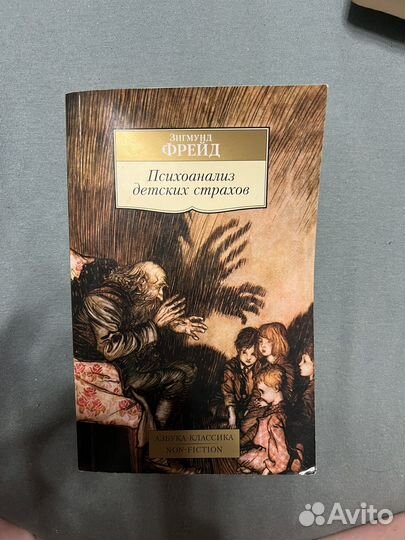 Зигмунд
ФРЕЙД
Психоанализ
детских страхов
АЗБУКА-КЛАССИКА
NON-FICTION
Avito